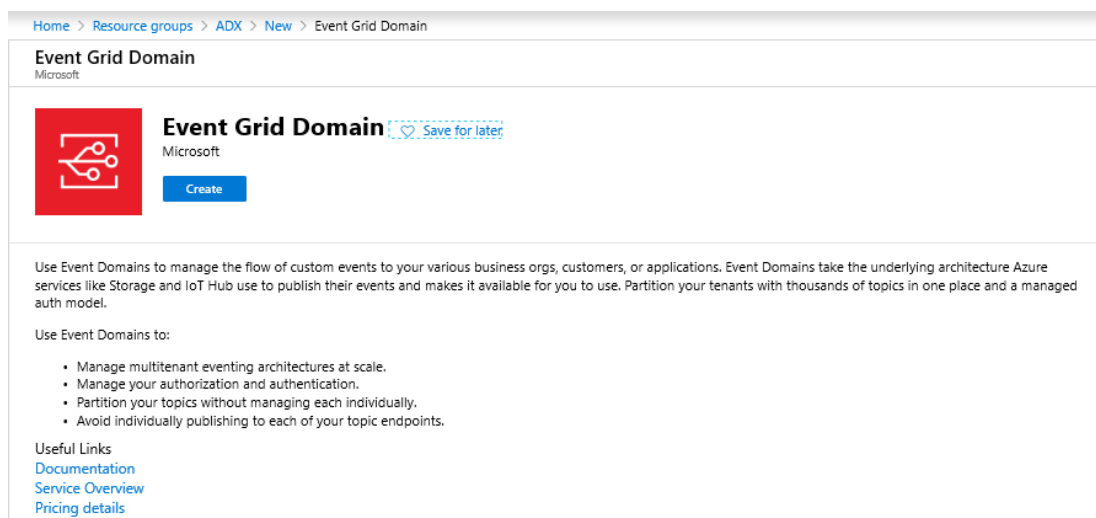 Home > Resource groups > ADX > New > Event Grid Domain
Event Grid Domain
Microsoft
Event Grid Domain
Save for later
Microsoft
Create
Use Event Domains to manage the flow of custom events to your various business orgs, customers, or applications. Event Domains take the underlying architecture Azure
services like Storage and IoT Hub use to publish their events and makes it available for you to use. Partition your tenants with thousands of topics in one place and a managed
auth model.
Use Event Domains to:
• Manage multitenant eventing architectures at scale.
• Manage your authorization and authentication.
• Partition your topics without managing each individually.
• Avoid individually publishing to each of your topic endpoints.
Useful Links
Documentation
Service Overview
Pricing details